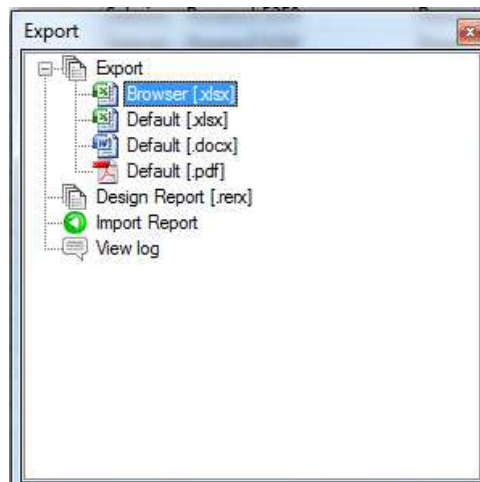 Export
Export
Browser [.xlsx]
Default [.xlsx]
Default [.docx]
Default [.pdf]
Design Report [.rerx]
Import Report
View log